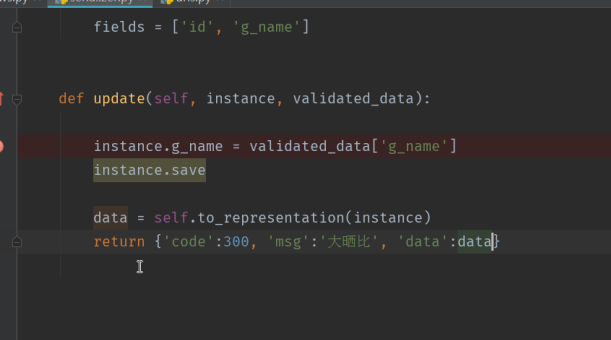 fields = ['id', 'g_name']
def update(self, instance, validated_data):
instance.g_name = validated_data['g_name']
instance.save
data = self.to_representation(instance)
return {'code':300, 'msg':'大晒比', 'data':data}